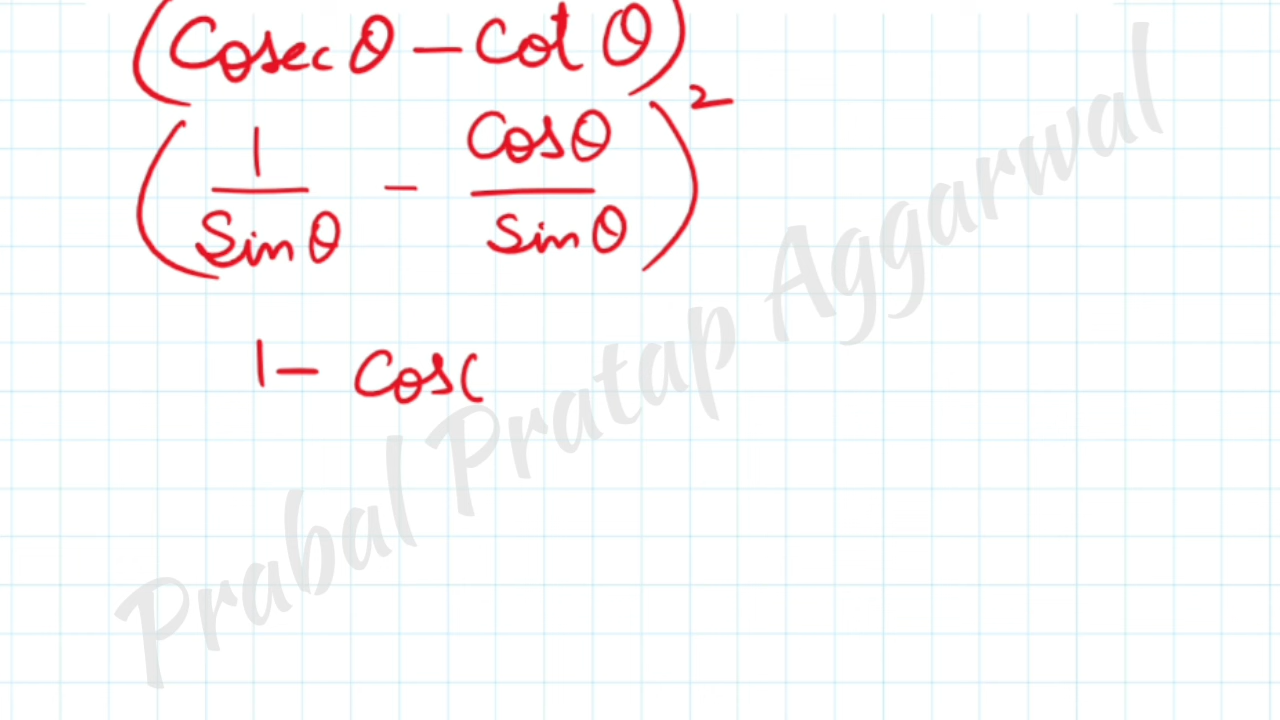 (Cosec θ - Cot θ)
(1/Sin θ - Cos θ/Sin θ)²
1 - Cos(
Prabal Pratap Aggarwal